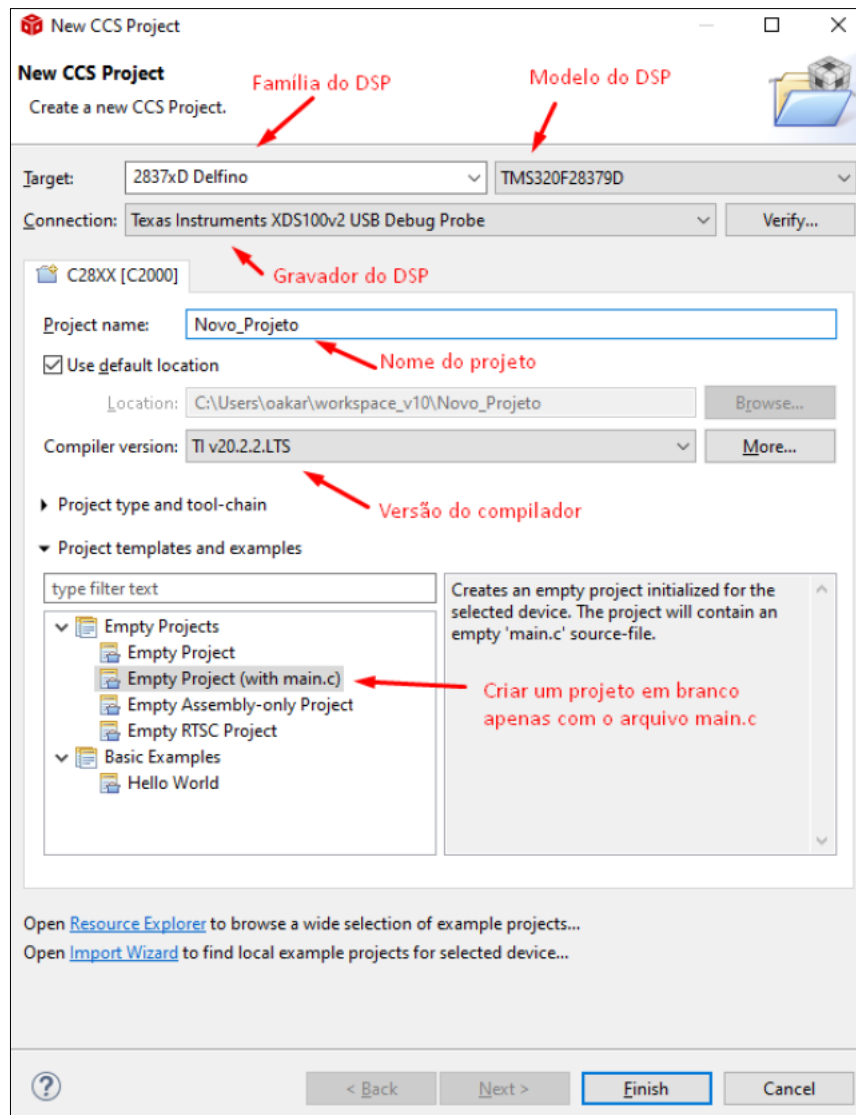 New CCS Project
New CCS Project
Create a new CCS Project.
Família do DSP
Modelo do DSP
Target:
2837xD Delfino
TMS320F28379D
Connection:
Texas Instruments XDS100v2 USB Debug Probe
Verify...
C28XX [C2000]
Gravador do DSP
Project name:
Novo_Projeto
Use default location
Nome do projeto
Location:
C:\Users\oakar\workspace_v10\Novo_Projeto
Browse...
Compiler version:
TI v20.2.2.LTS
More...
Project type and tool-chain
Versão do compilador
Project templates and examples
type filter text
Empty Projects
Empty Project
Empty Project (with main.c)
Empty Assembly-only Project
Empty RTSC Project
Basic Examples
Hello World
Creates an empty project initialized for the
selected device. The project will contain an
empty 'main.c' source-file.
Criar um projeto em branco
apenas com o arquivo main.c
Open Resource Explorer to browse a wide selection of example projects...
Open Import Wizard to find local example projects for selected device...
?
< Back
Next >
Finish
Cancel